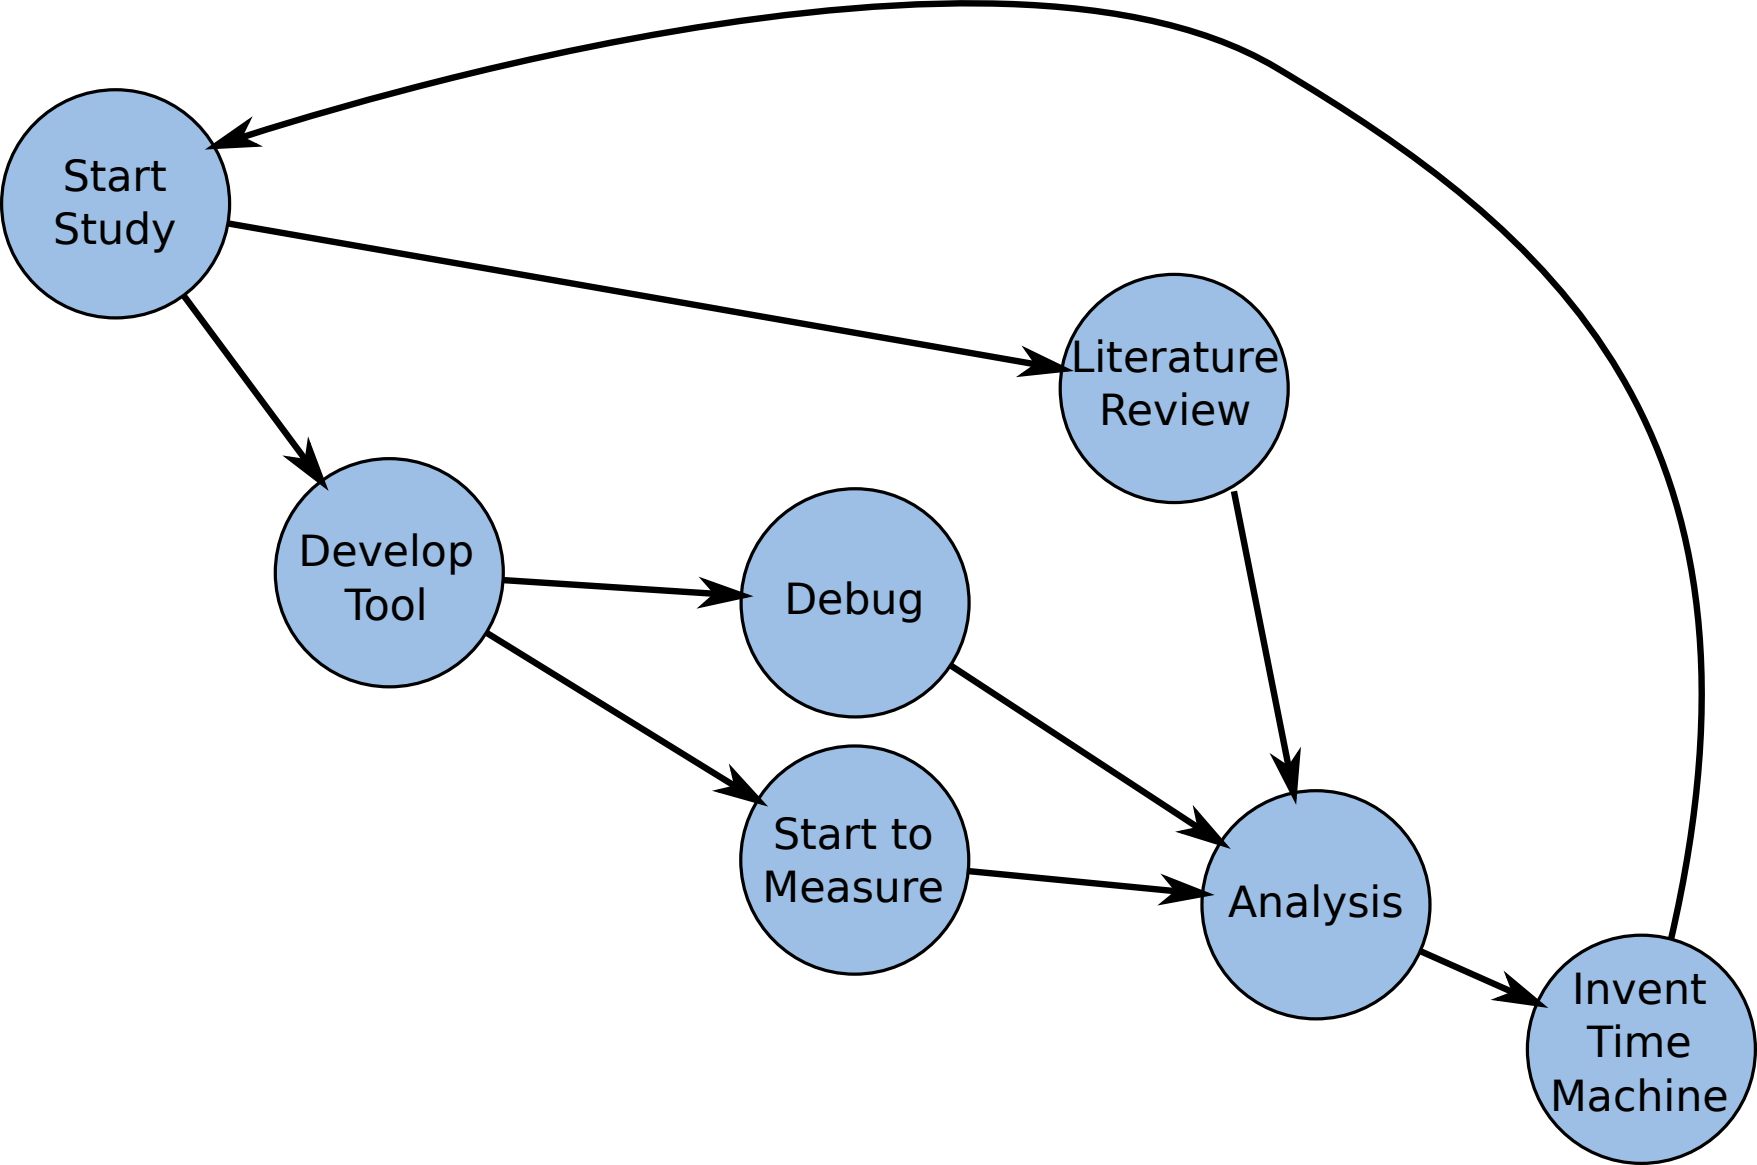 Start
Study
Literature
Review
Develop
Tool
Debug
Start to
Measure
Analysis
Invent
Time
Machine